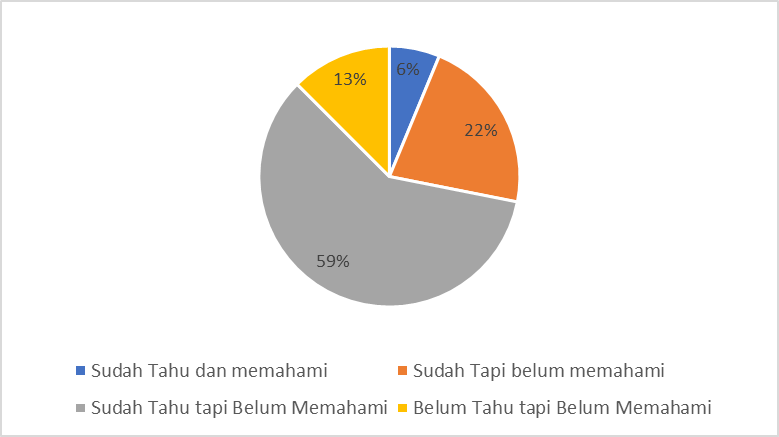 6%
13%
22%
59%
Sudah Tahu dan memahami
Sudah Tapi belum memahami
Sudah Tahu tapi Belum Memahami
Belum Tahu tapi Belum Memahami